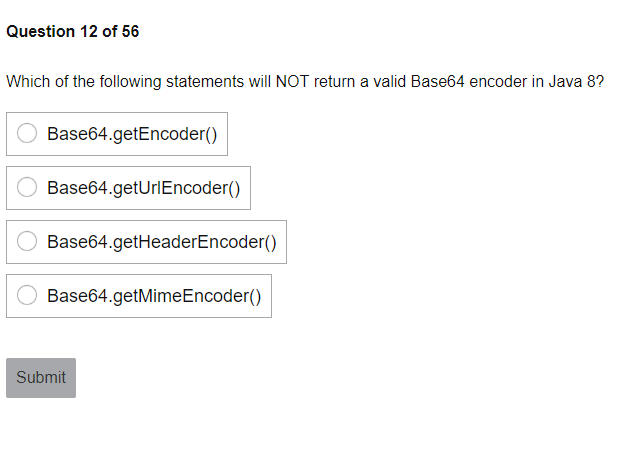 Question 12 of 56
Which of the following statements will NOT return a valid Base64 encoder in Java 8?
Base64.getEncoder()
Base64.getUrlEncoder()
Base64.getHeaderEncoder()
Base64.getMimeEncoder()
Submit